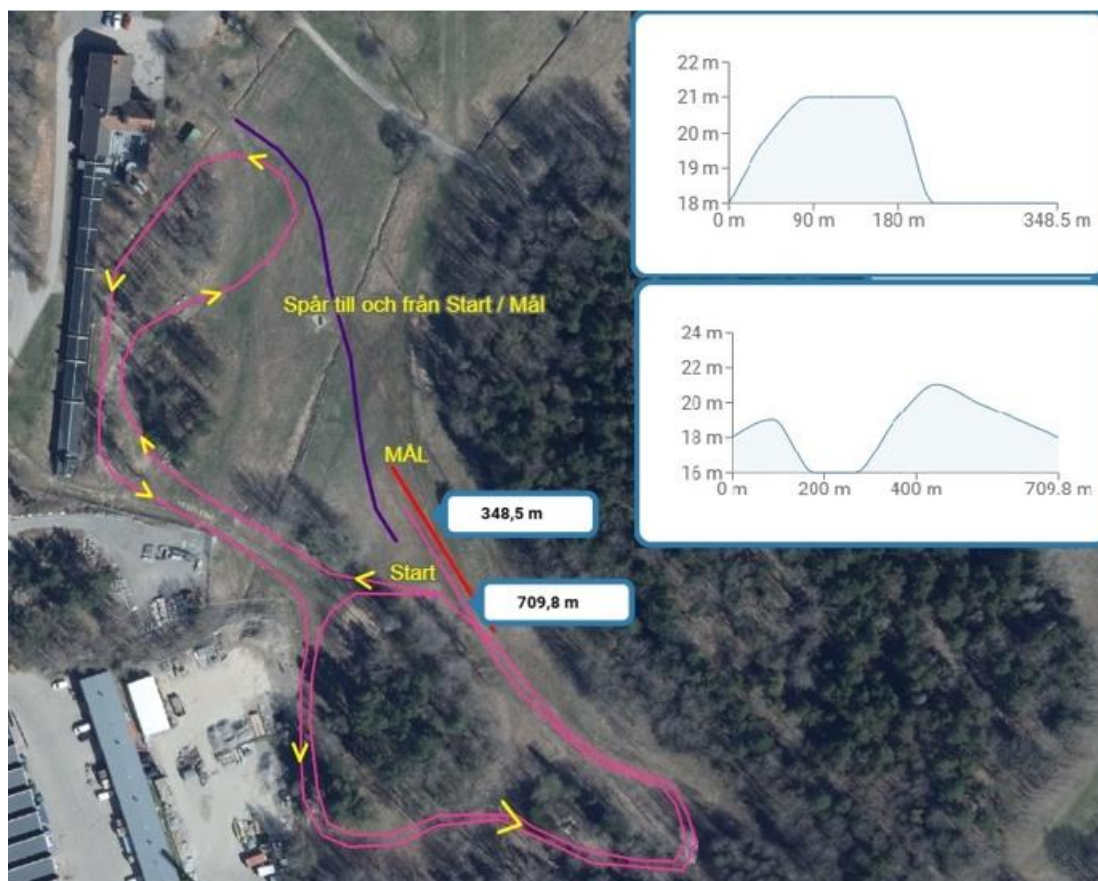 22 m
21 m
20 m
19 m
18 m
0 m 90 m 180 m 348.5 m
Spår till och från Start / Mål
24 m
22 m
20 m
18 m
16 m
0 m 200 m 400 m 709.8 m
MÅL
348,5 m
Start
709,8 m